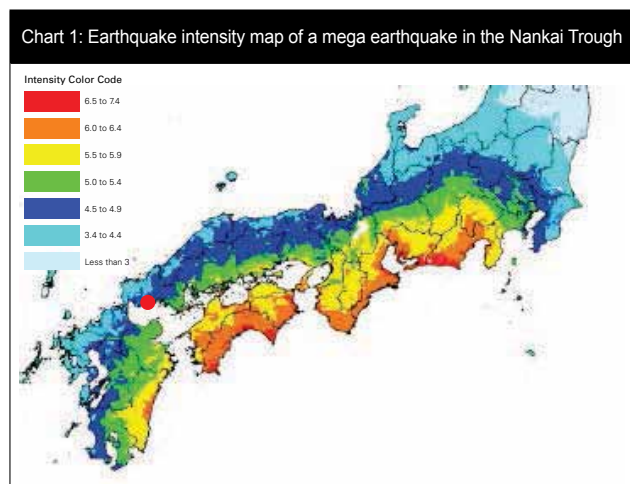 Chart 1: Earthquake intensity map of a mega earthquake in the Nankai Trough
Intensity Color Code
6.5 to 7.4
6.0 to 6.4
5.5 to 5.9
5.0 to 5.4
4.5 to 4.9
3.4 to 4.4
Less than 3